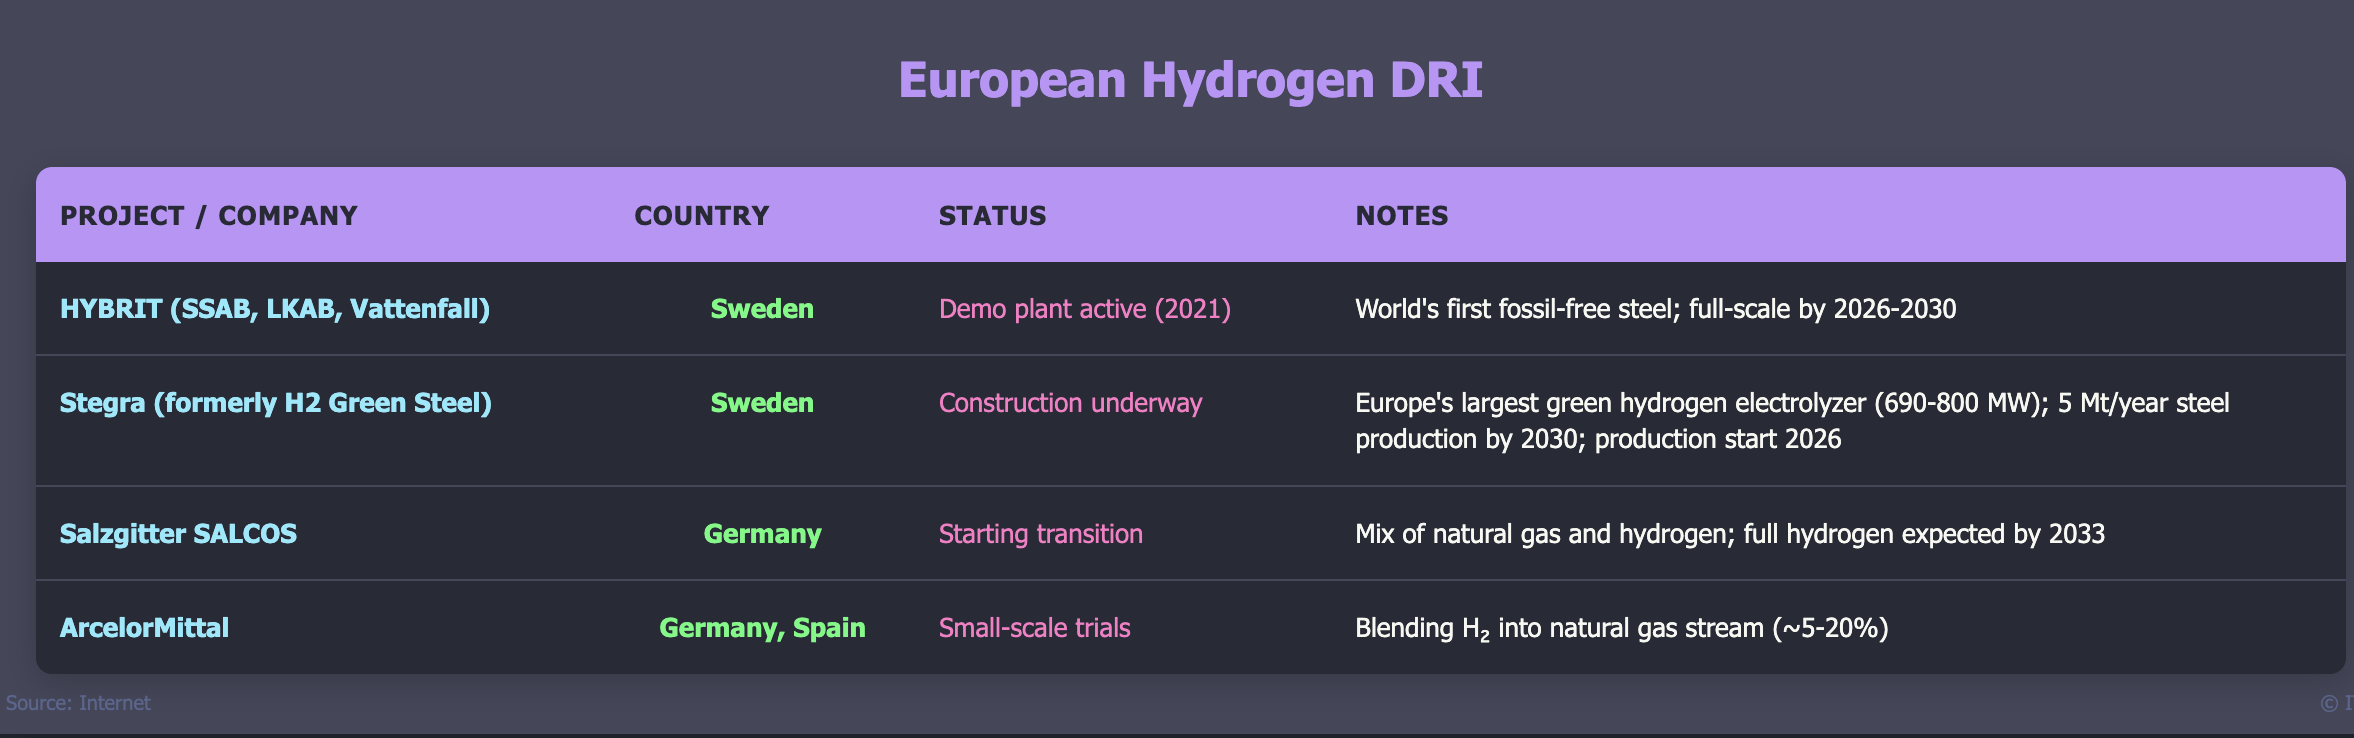 European Hydrogen DRI
PROJECT / COMPANY COUNTRY STATUS NOTES
HYBRIT (SSAB, LKAB, Vattenfall) Sweden Demo plant active (2021) World's first fossil-free steel; full-scale by 2026-2030
Stegra (formerly H2 Green Steel) Sweden Construction underway Europe's largest green hydrogen electrolyzer (690-800 MW); 5 Mt/year steel
production by 2030; production start 2026
Salzgitter SALCOS Germany Starting transition Mix of natural gas and hydrogen; full hydrogen expected by 2033
ArcelorMittal Germany, Spain Small-scale trials Blending H₂ into natural gas stream (~5-20%)
Source: Internet ©